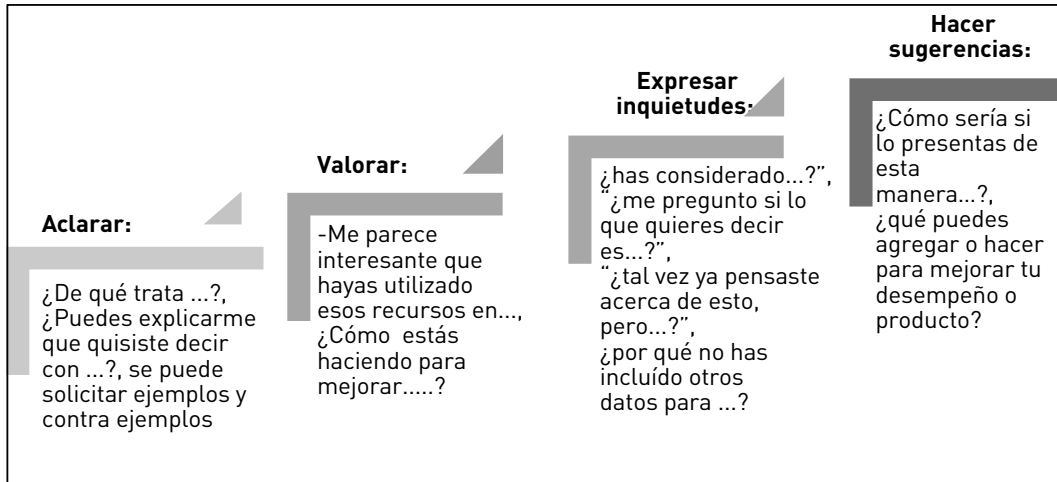 Aclarar:
¿De qué trata ...?,
¿Puedes explicarme
que quisiste decir
con ...?, se puede
solicitar ejemplos y
contra ejemplos
Valorar:
-Me parece
interesante que
hayas utilizado
esos recursos en...,
¿Cómo  estás
haciendo para
mejorar.....?
Expresar
inquietudes:
¿has considerado...?”,
“¿me pregunto si lo
que quieres decir
es...?”,
“¿tal vez ya pensaste
acerca de esto,
pero...?”,
¿por qué no has
incluído otros
datos para ...?
Hacer
sugerencias:
¿Cómo sería si
lo presentas de
esta
manera...?,
¿qué puedes
agregar o hacer
para mejorar tu
desempeño o
producto?